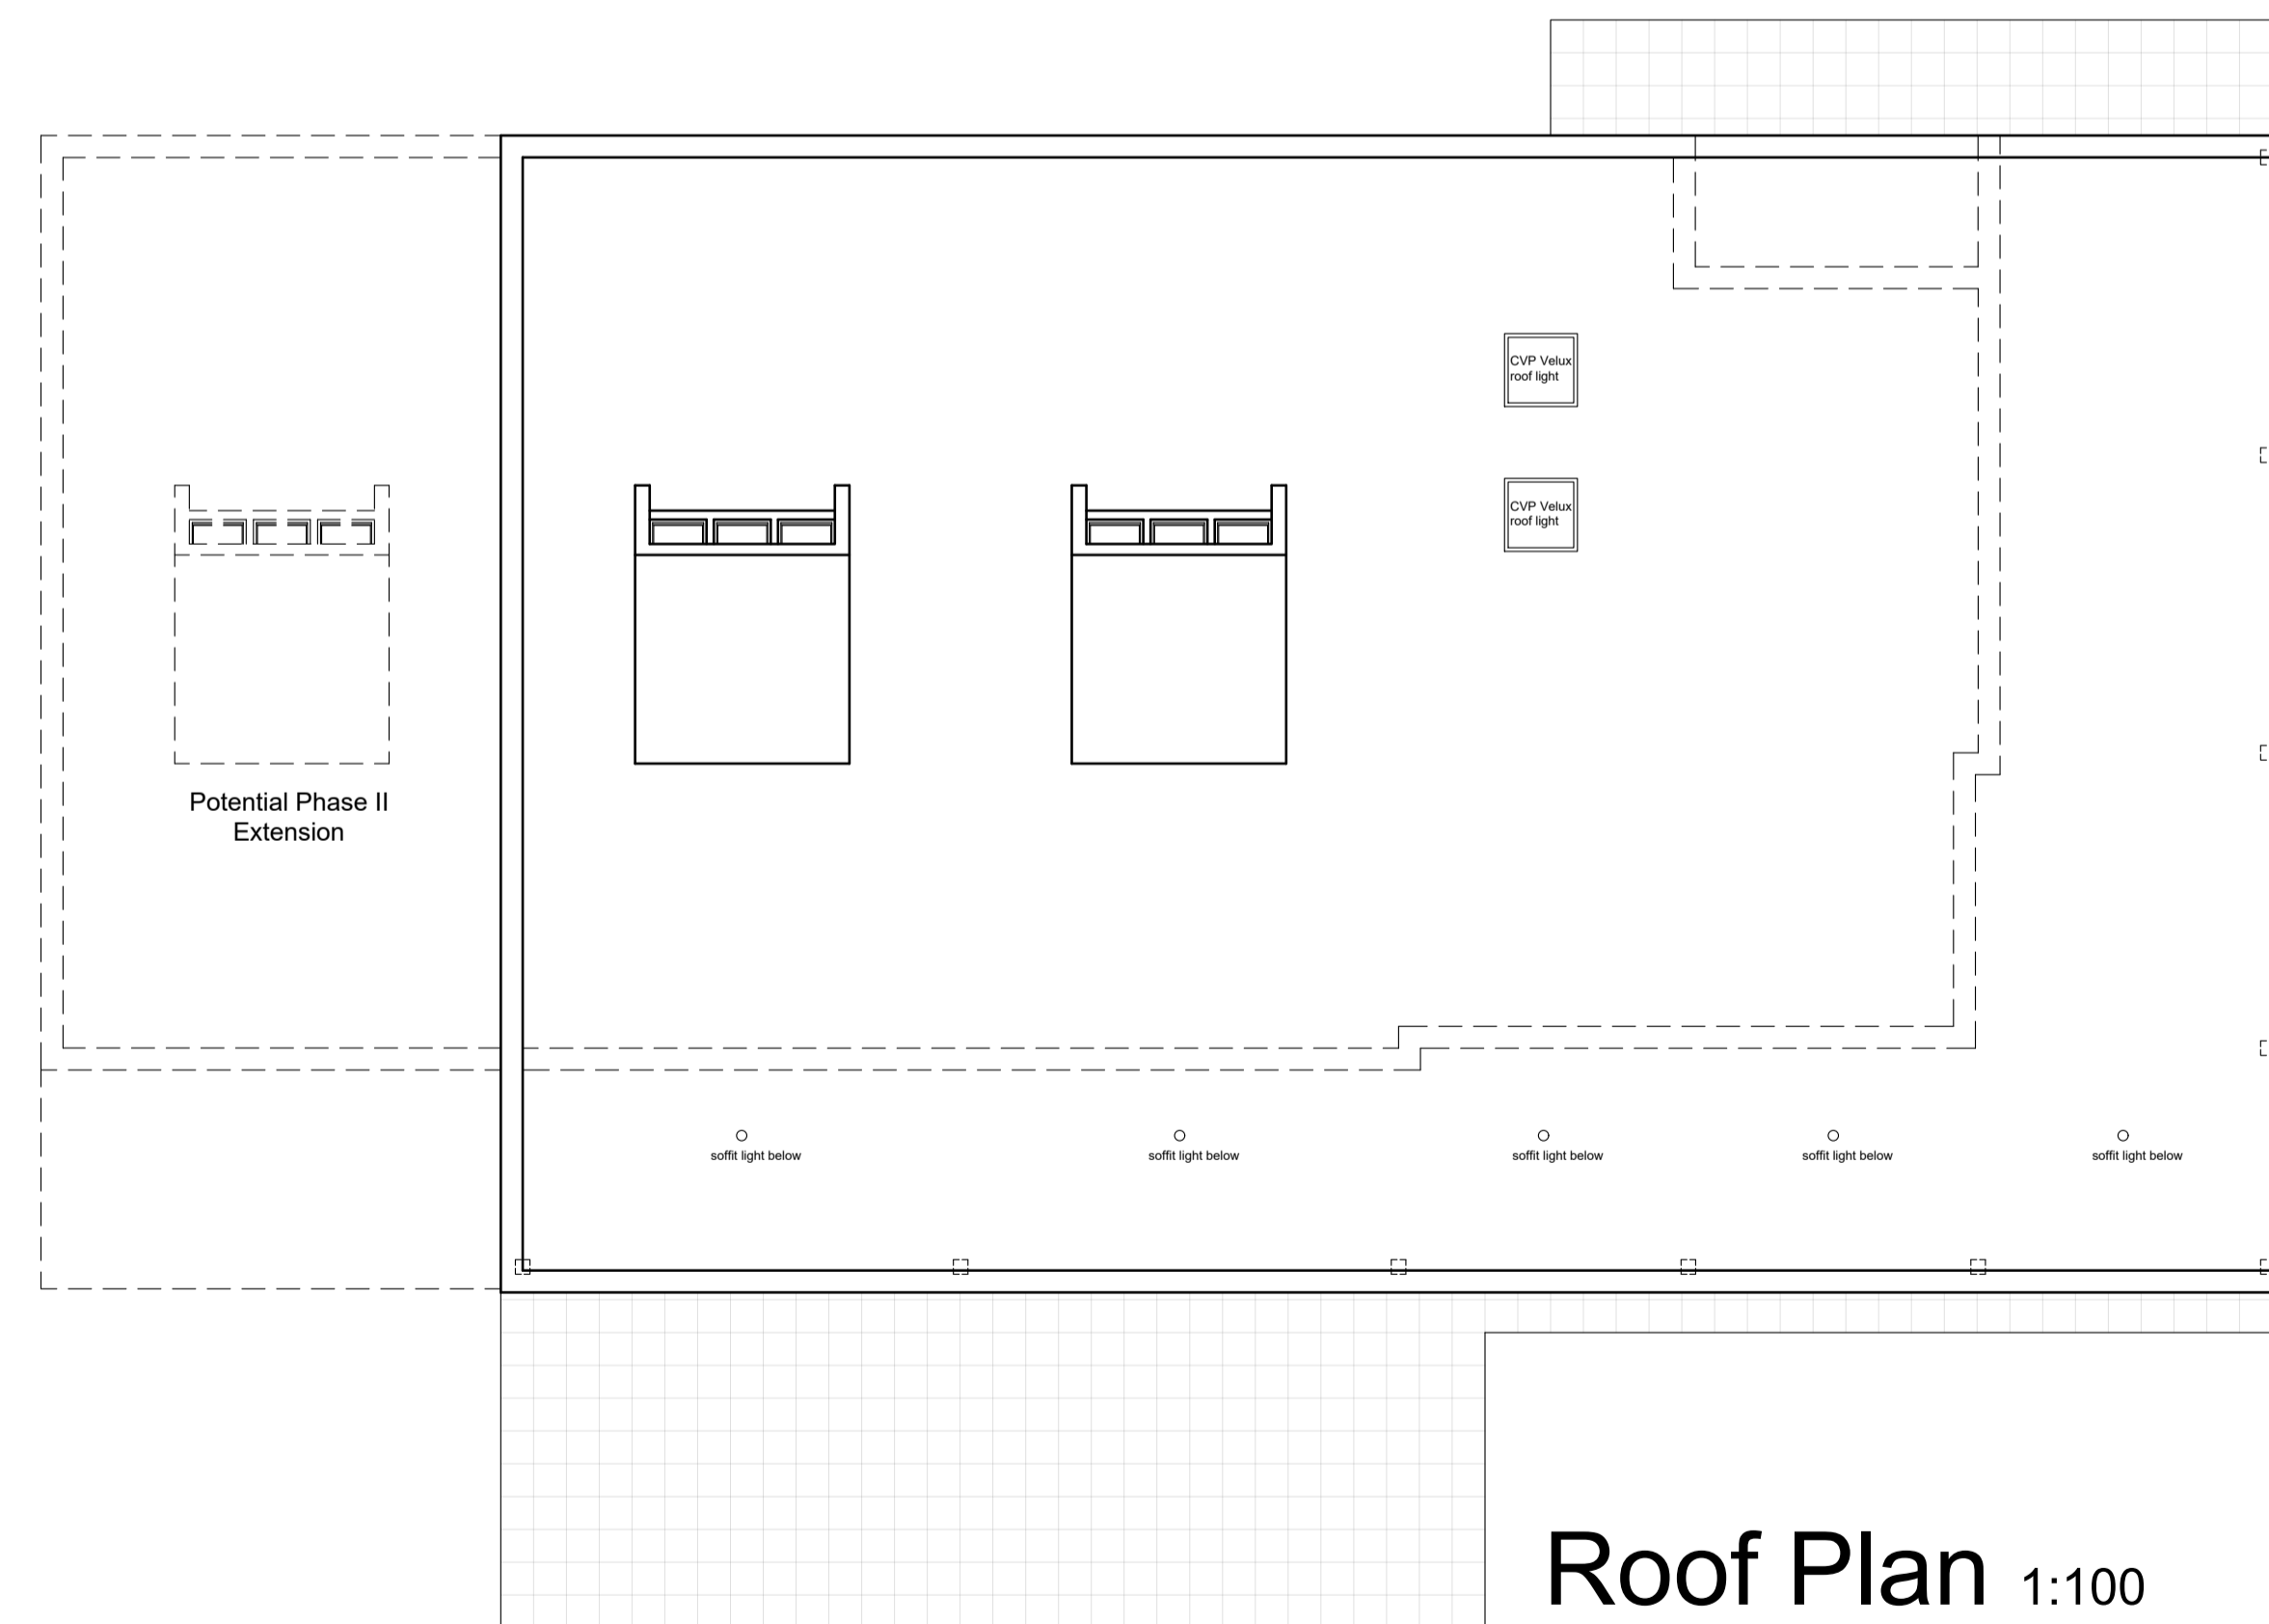 CVP Velux
roof light
CVP Velux
roof light
Potential Phase II
Extension
soffit light below
soffit light below
soffit light below
soffit light below
soffit light below
Roof Plan 1:100